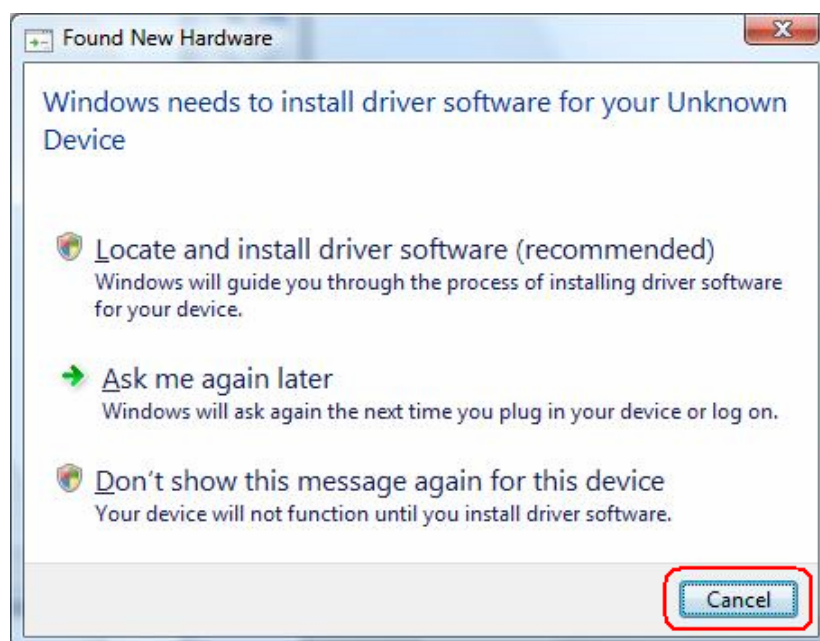 Found New Hardware
Windows needs to install driver software for your Unknown
Device
Locate and install driver software (recommended)
Windows will guide you through the process of installing driver software
for your device.
Ask me again later
Windows will ask again the next time you plug in your device or log on.
Don't show this message again for this device
Your device will not function until you install driver software.
Cancel